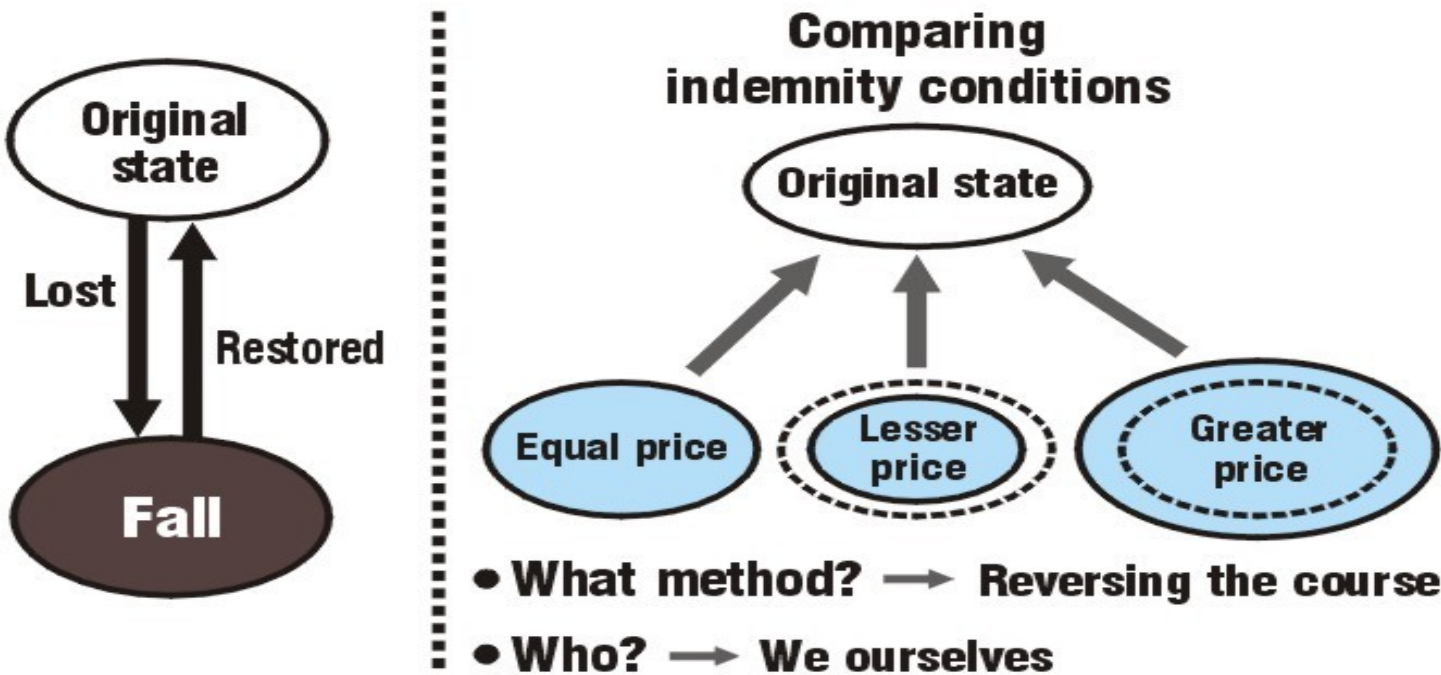 Original
state
Lost
Restored
Fall
Comparing
indemnity conditions
Original state
Equal price
Lesser
price
Greater
price
• What method? → Reversing the course
• Who? → We ourselves